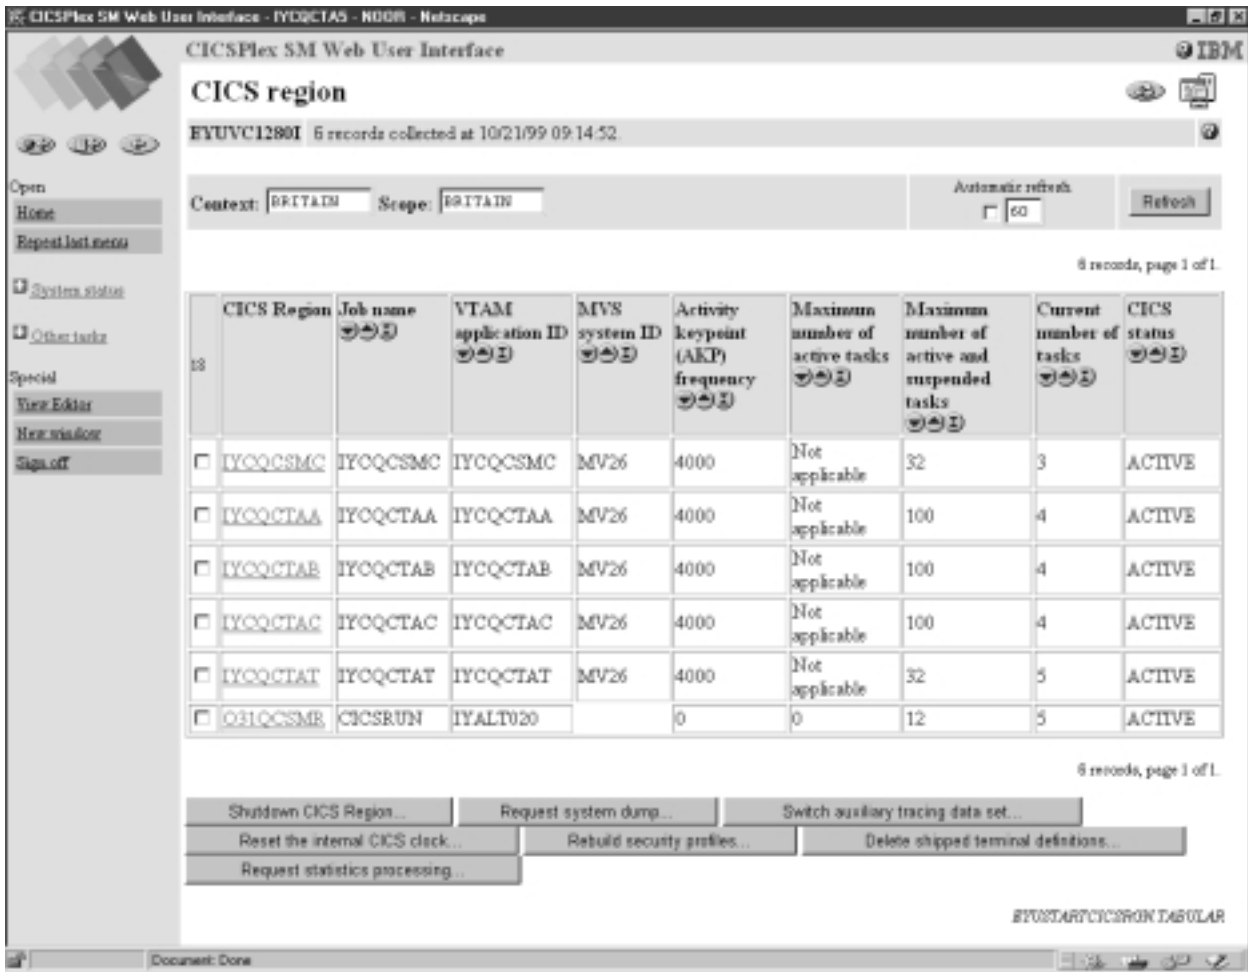 CICSPlex SM Web User Interface - IYCQCTA5 - NOOR - Netscape
CICSPlex SM Web User Interface
IBM
CICS region
EYUVC1280I 6 records collected at 10/21/99 09:14:52.
Open
Home
Repeat last menu
System status
Other tasks
Special
View Editor
New window
Sign off
Context: BRITAIN Scope: BRITAIN
Automatic refresh
60
Refresh
6 records, page 1 of 1.
CICS Region
Job name
VTAM application ID
MVS system ID
Activity keypoint (AKP) frequency
Maximum number of active tasks
Maximum number of active and suspended tasks
Current number of tasks
CICS status
IYCQCSMC IYCQCSMC IYCQCSMC MV26 4000 Not applicable 32 3 ACTIVE
IYCQCTAA IYCQCTAA IYCQCTAA MV26 4000 Not applicable 100 4 ACTIVE
IYCQCTAB IYCQCTAB IYCQCTAB MV26 4000 Not applicable 100 4 ACTIVE
IYCQCTAC IYCQCTAC IYCQCTAC MV26 4000 Not applicable 100 4 ACTIVE
IYCQCTAT IYCQCTAT IYCQCTAT MV26 4000 Not applicable 32 5 ACTIVE
O31QCSMR CICSRUN IYALT020 0 0 12 5 ACTIVE
6 records, page 1 of 1.
Shutdown CICS Region... Request system dump... Switch auxiliary tracing data set...
Reset the internal CICS clock... Rebuild security profiles... Delete shipped terminal definitions...
Request statistics processing...
EYUSTARTCICSRGN TABULAR
Document: Done